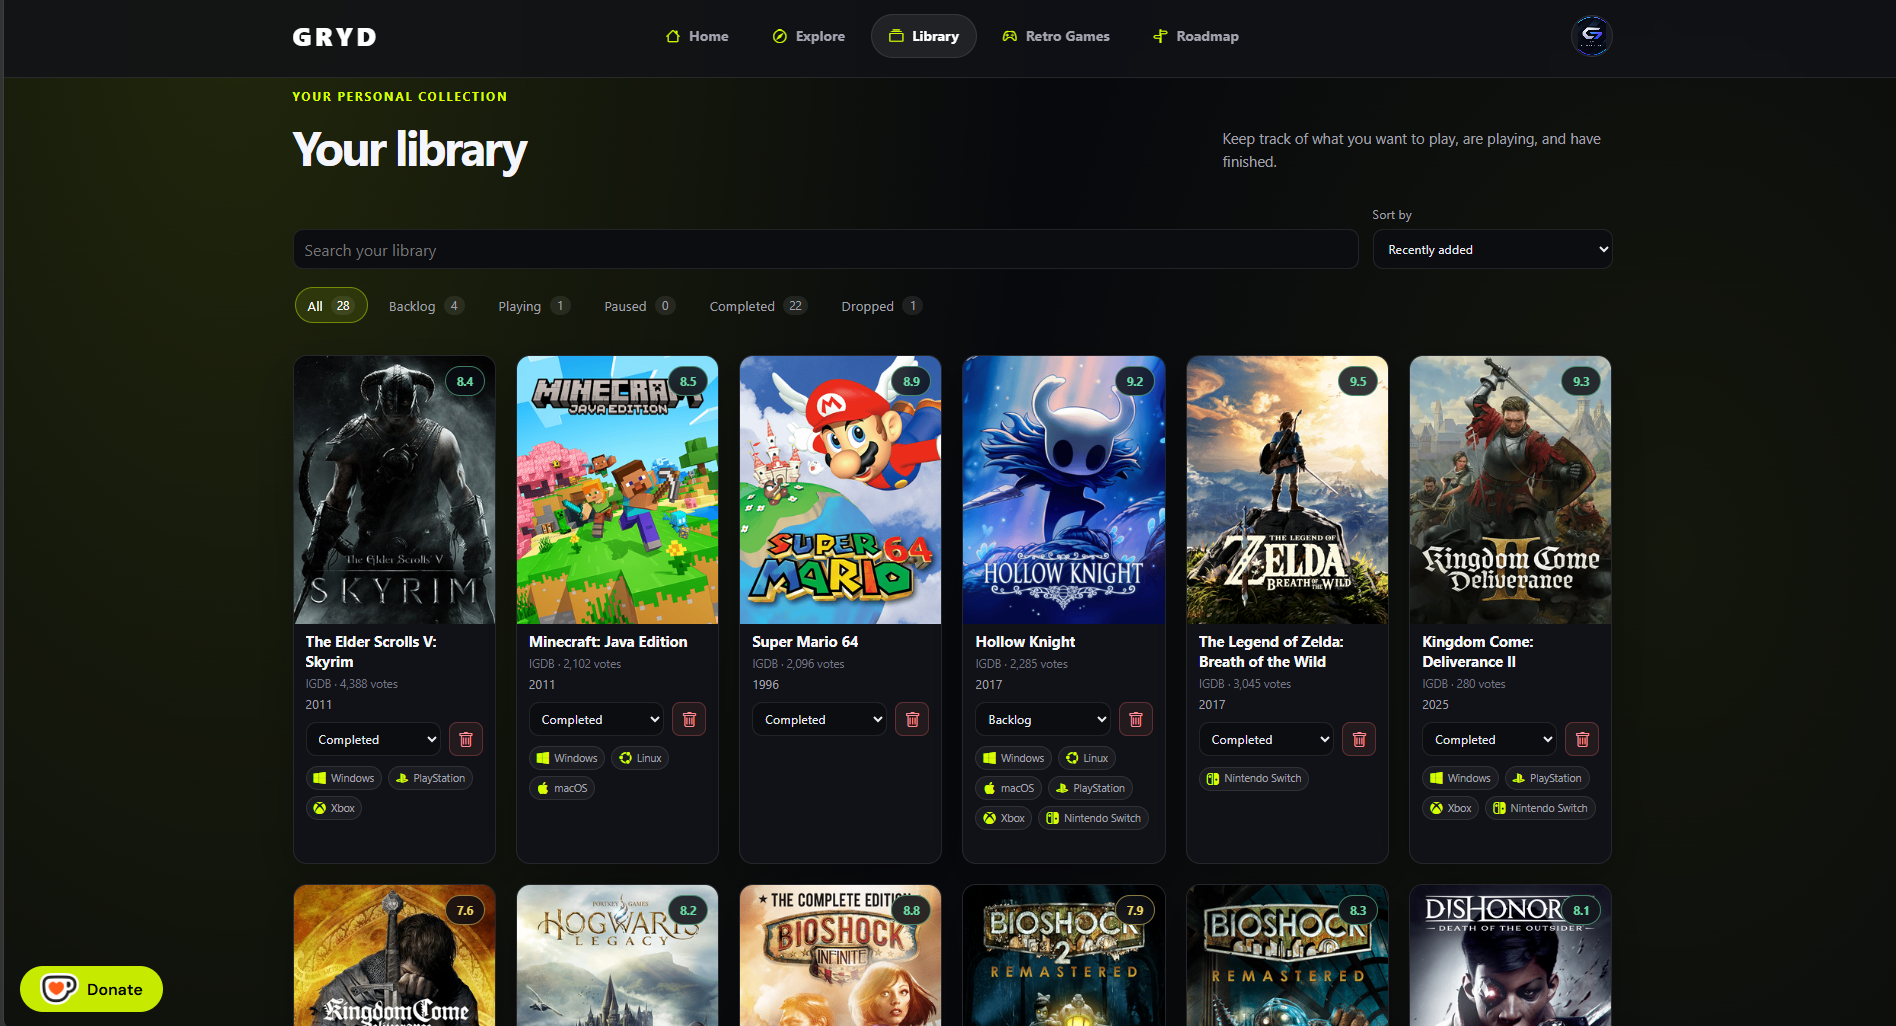 GRYD
Home
Explore
Library
Retro Games
Roadmap
YOUR PERSONAL COLLECTION
Your library
Keep track of what you want to play, are playing, and have
finished.
Sort by
Search your library
Recently added
All 28
Backlog 4
Playing 1
Paused 0
Completed 22
Dropped 1
8.4
The Elder Scrolls V
SKYRIM
The Elder Scrolls V:
Skyrim
IGDB · 4,388 votes
2011
Completed
Windows
PlayStation
Xbox
8.5
JAVA EDITION
Minecraft: Java Edition
IGDB · 2,102 votes
2011
Completed
Windows
Linux
macOS
8.9
M
SUPER
MARIO 64
Super Mario 64
IGDB · 2,096 votes
1996
Completed
9.2
HOLLOW KNIGHT
Hollow Knight
IGDB · 2,285 votes
2017
Backlog
Windows
Linux
macOS
PlayStation
Xbox
Nintendo Switch
9.5
THE LEGEND OF
ZELDA
BREATH OF THE WILD
The Legend of Zelda:
Breath of the Wild
IGDB · 3,045 votes
2017
Completed
Nintendo Switch
9.3
Kingdom Come
Deliverance
II
Kingdom Come:
Deliverance II
IGDB · 280 votes
2025
Completed
Windows
PlayStation
Xbox
Nintendo Switch
7.6
Kingdom Come
8.2
PORTKEY GAMES
HOGWARTS
LEGACY
8.8
THE COMPLETE EDITI
BIOSHOCK
INFINITE
7.9
BIOSHOCK
2
REMASTERED
8.3
BIOSHOCK
REMASTERED
8.1
DISHONOR
DEATH OF THE OUTSIDER
Donate